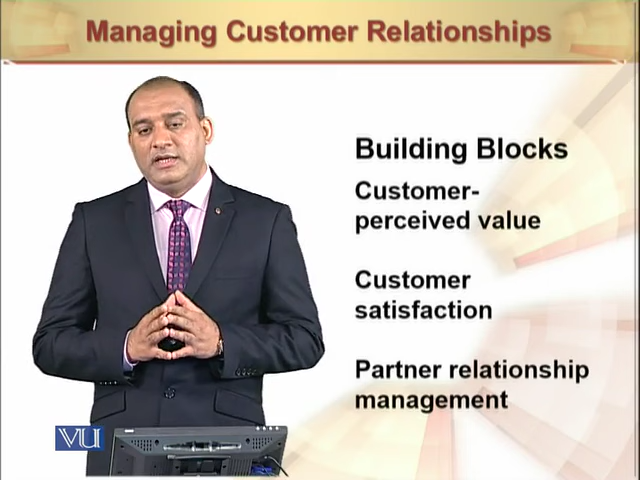 Managing Customer Relationships
Building Blocks
Customer-
perceived value
Customer
satisfaction
Partner relationship
management
VU